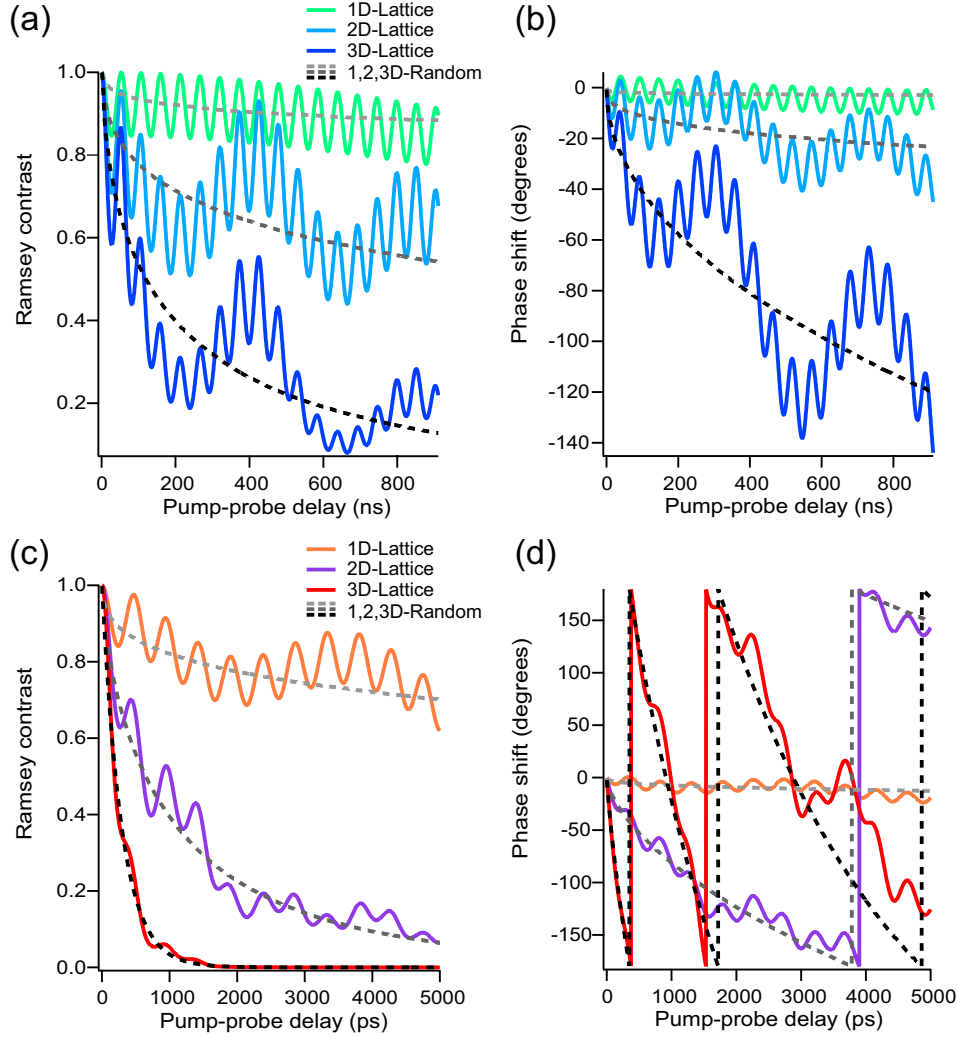 (a)
1D-Lattice
2D-Lattice
3D-Lattice
1,2,3D-Random
1.0
0.8
0.6
0.4
0.2
Ramsey contrast
0 200 400 600 800
Pump-probe delay (ns)
(b)
0
-20
-40
-60
-80
-100
-120
-140
Phase shift (degrees)
0 200 400 600 800
Pump-probe delay (ns)
(c)
1D-Lattice
2D-Lattice
3D-Lattice
1,2,3D-Random
1.0
0.8
0.6
0.4
0.2
0.0
Ramsey contrast
0 1000 2000 3000 4000 5000
Pump-probe delay (ps)
(d)
150
100
50
0
-50
-100
-150
Phase shift (degrees)
0 1000 2000 3000 4000 5000
Pump-probe delay (ps)